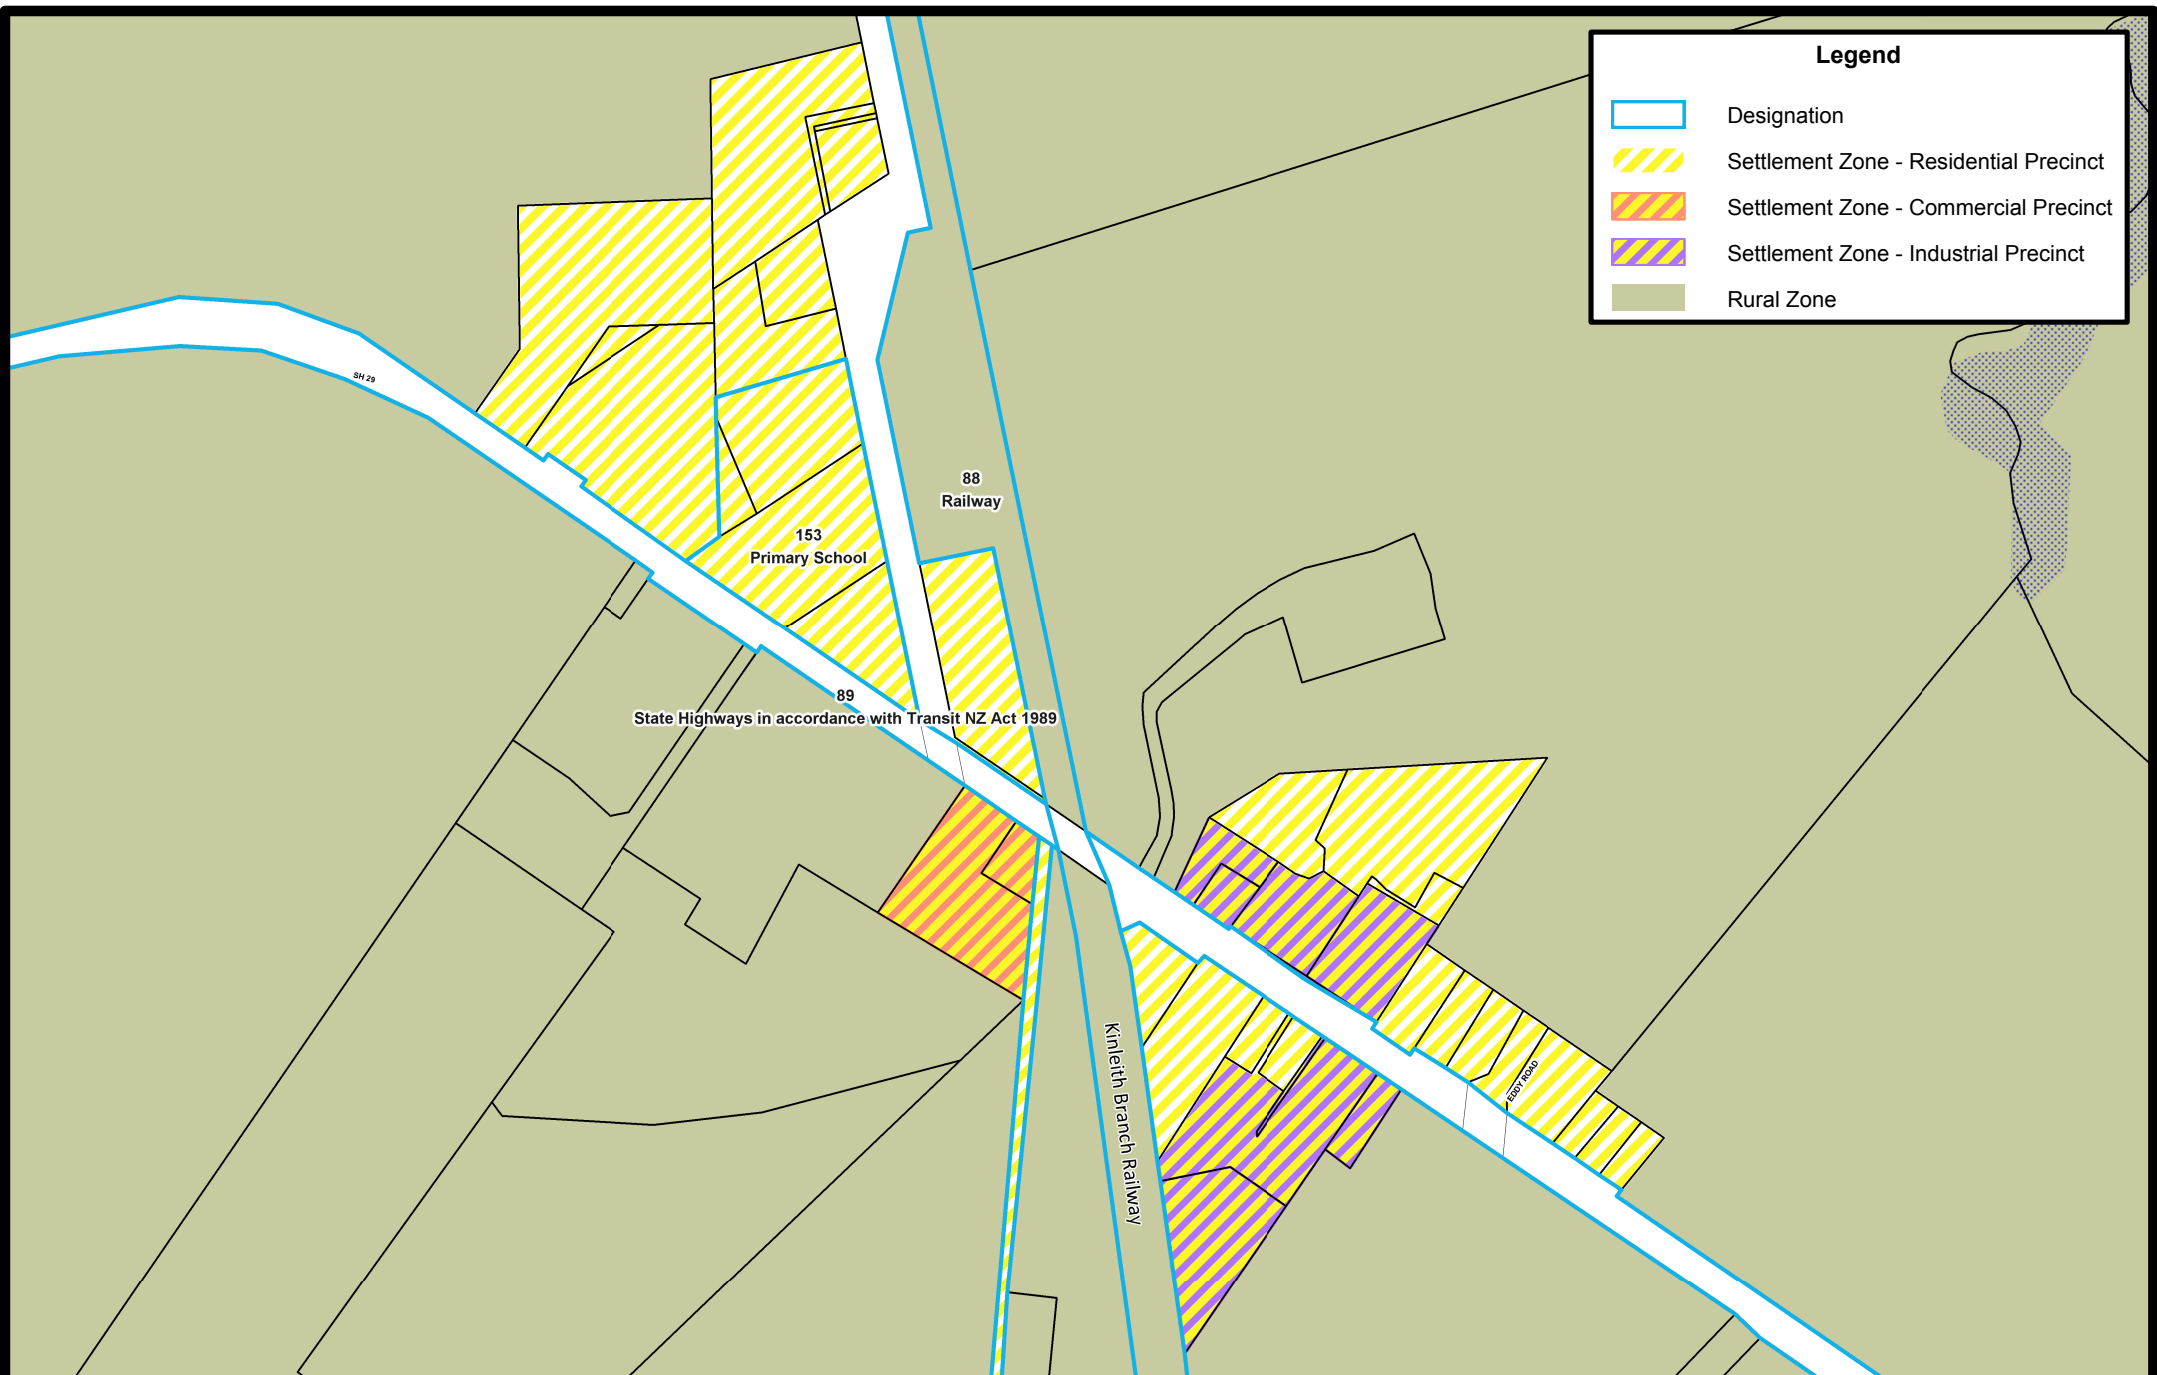 Legend
Designation
Settlement Zone - Residential Precinct
Settlement Zone - Commercial Precinct
Settlement Zone - Industrial Precinct
Rural Zone
SH 29
88
Railway
153
Primary School
89
State Highways in accordance with Transit NZ Act 1989
Kinleith Branch Railway
EDDY ROAD